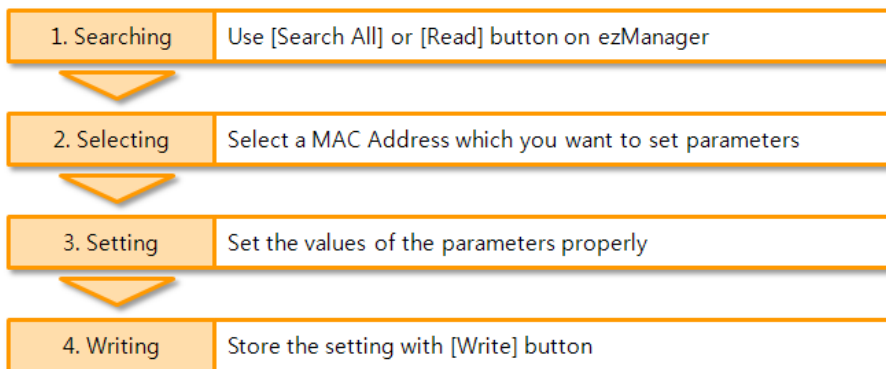 1. Searching Use [Search All] or [Read] button on ezManager
2. Selecting Select a MAC Address which you want to set parameters
3. Setting Set the values of the parameters properly
4. Writing Store the setting with [Write] button